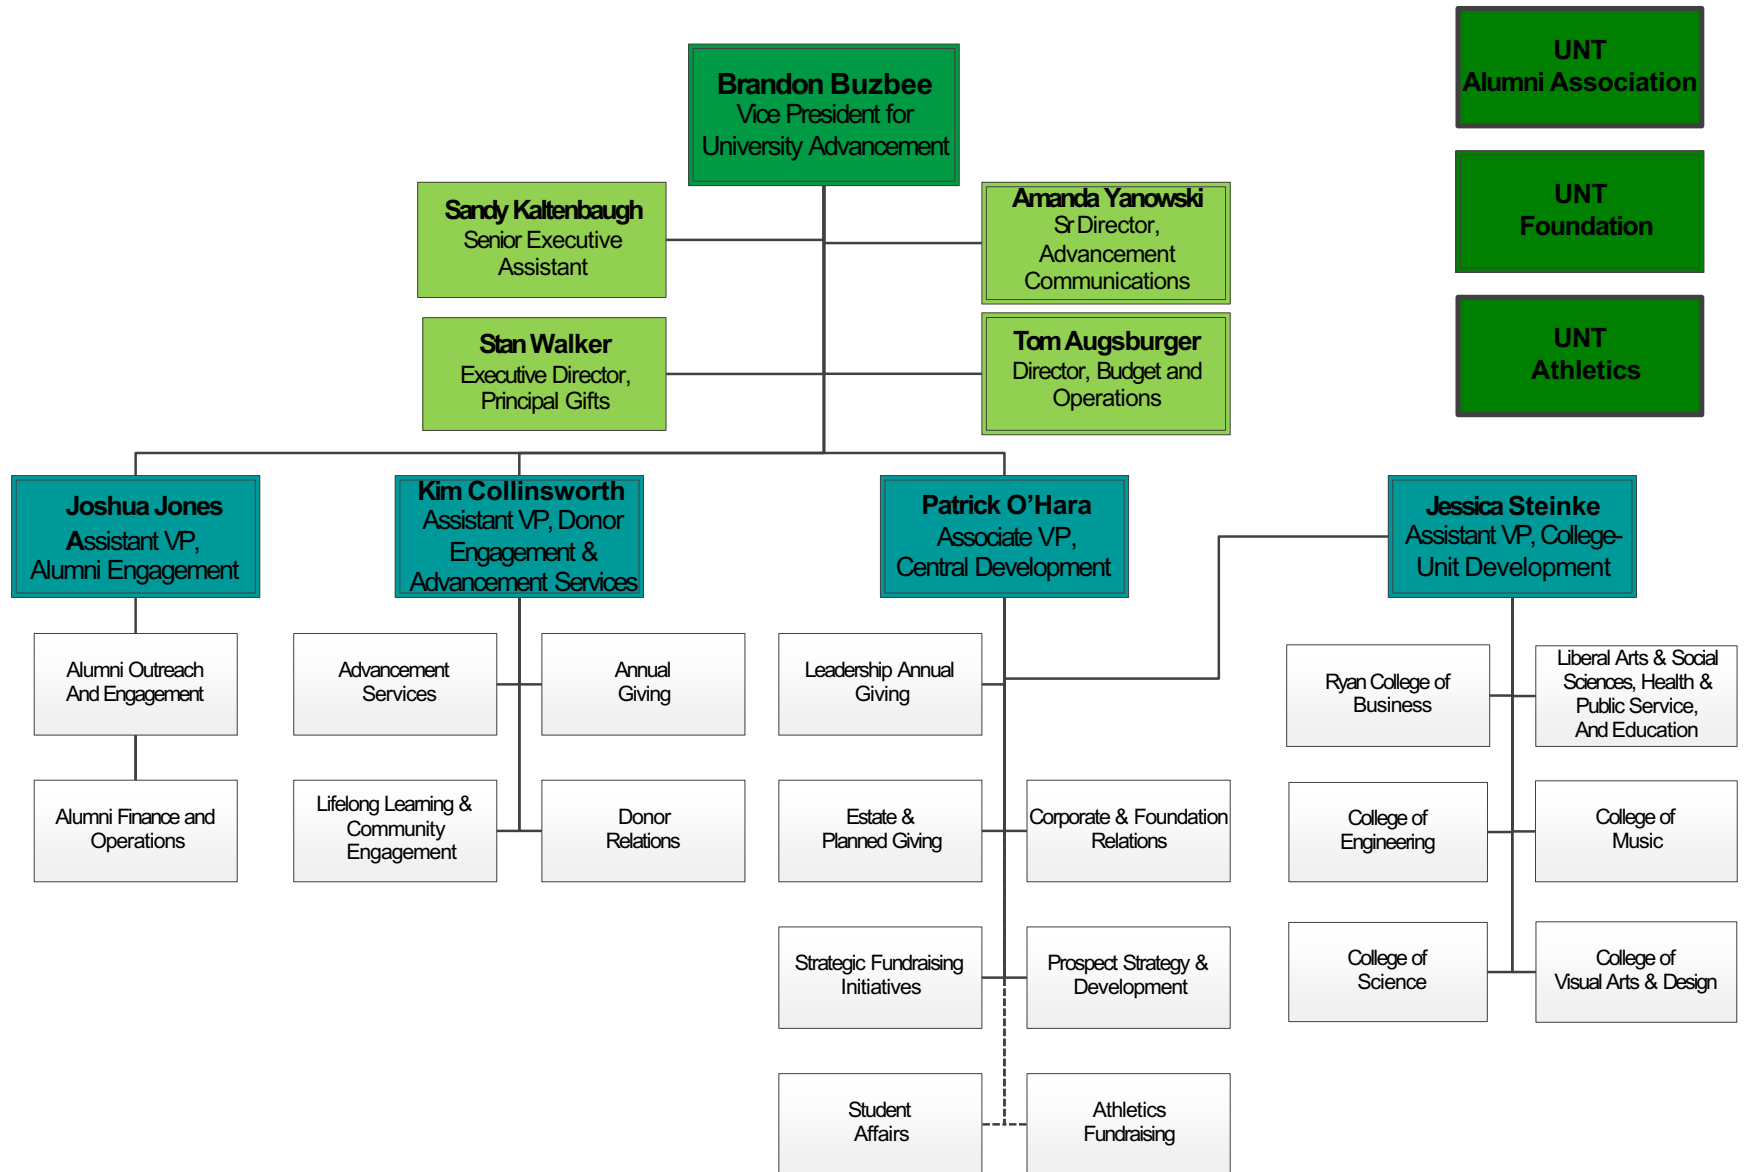 UNT
Alumni Association
Brandon Buzbee
Vice President for
University Advancement
UNT
Foundation
Sandy Kaltenbaugh
Senior Executive
Assistant
Amanda Yanowski
Sr Director,
Advancement
Communications
UNT
Athletics
Stan Walker
Executive Director,
Principal Gifts
Tom Augsburger
Director, Budget and
Operations
Joshua Jones
Assistant VP,
Alumni Engagement
Kim Collinsworth
Assistant VP, Donor
Engagement &
Advancement Services
Patrick O’Hara
Associate VP,
Central Development
Jessica Steinke
Assistant VP, College-
Unit Development
Alumni Outreach
And Engagement
Advancement
Services
Annual
Giving
Leadership Annual
Giving
Ryan College of
Business
Liberal Arts & Social
Sciences, Health &
Public Service,
And Education
Alumni Finance and
Operations
Lifelong Learning &
Community
Engagement
Donor
Relations
Estate &
Planned Giving
Corporate & Foundation
Relations
College of
Engineering
College of
Music
Strategic Fundraising
Initiatives
Prospect Strategy &
Development
College of
Science
College of
Visual Arts & Design
Student
Affairs
Athletics
Fundraising